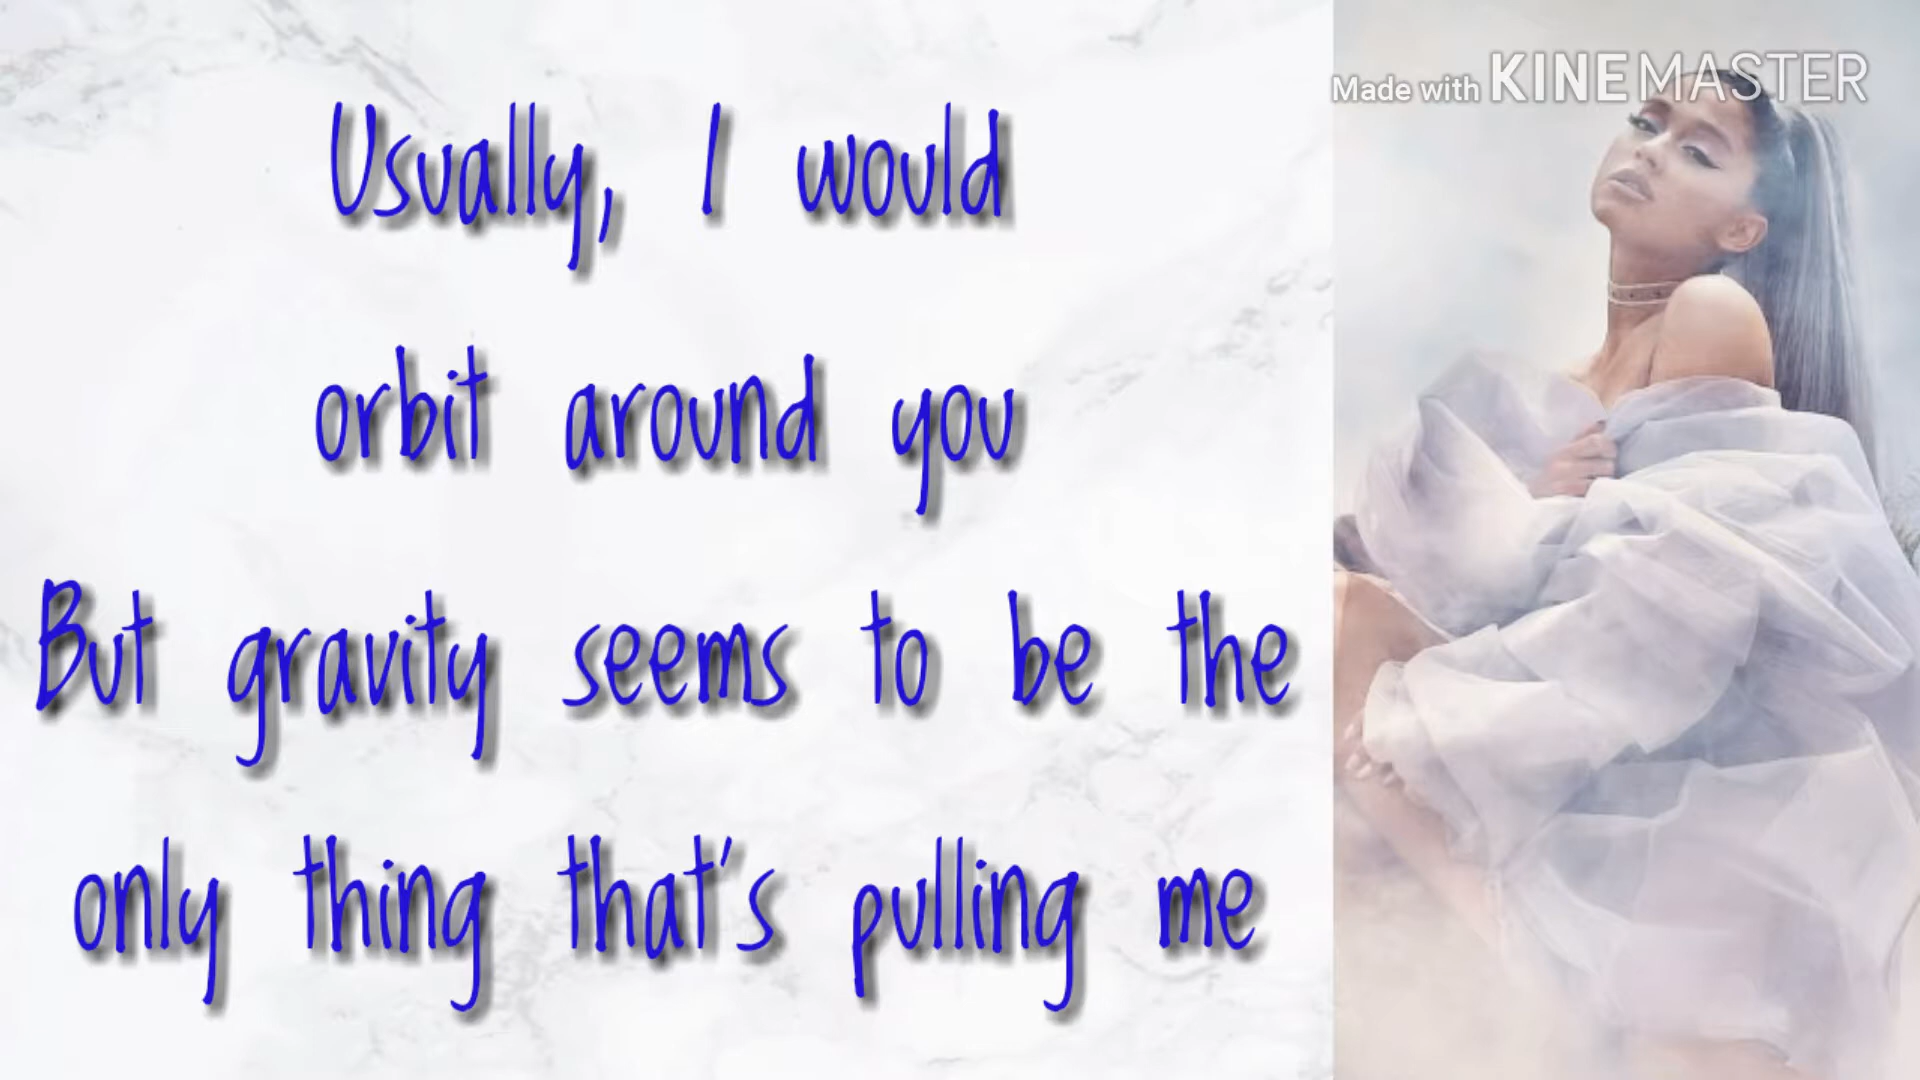 Made with KINEMASTER
Usually, I would
orbit around you
But gravity seems to be the
only thing that's pulling me